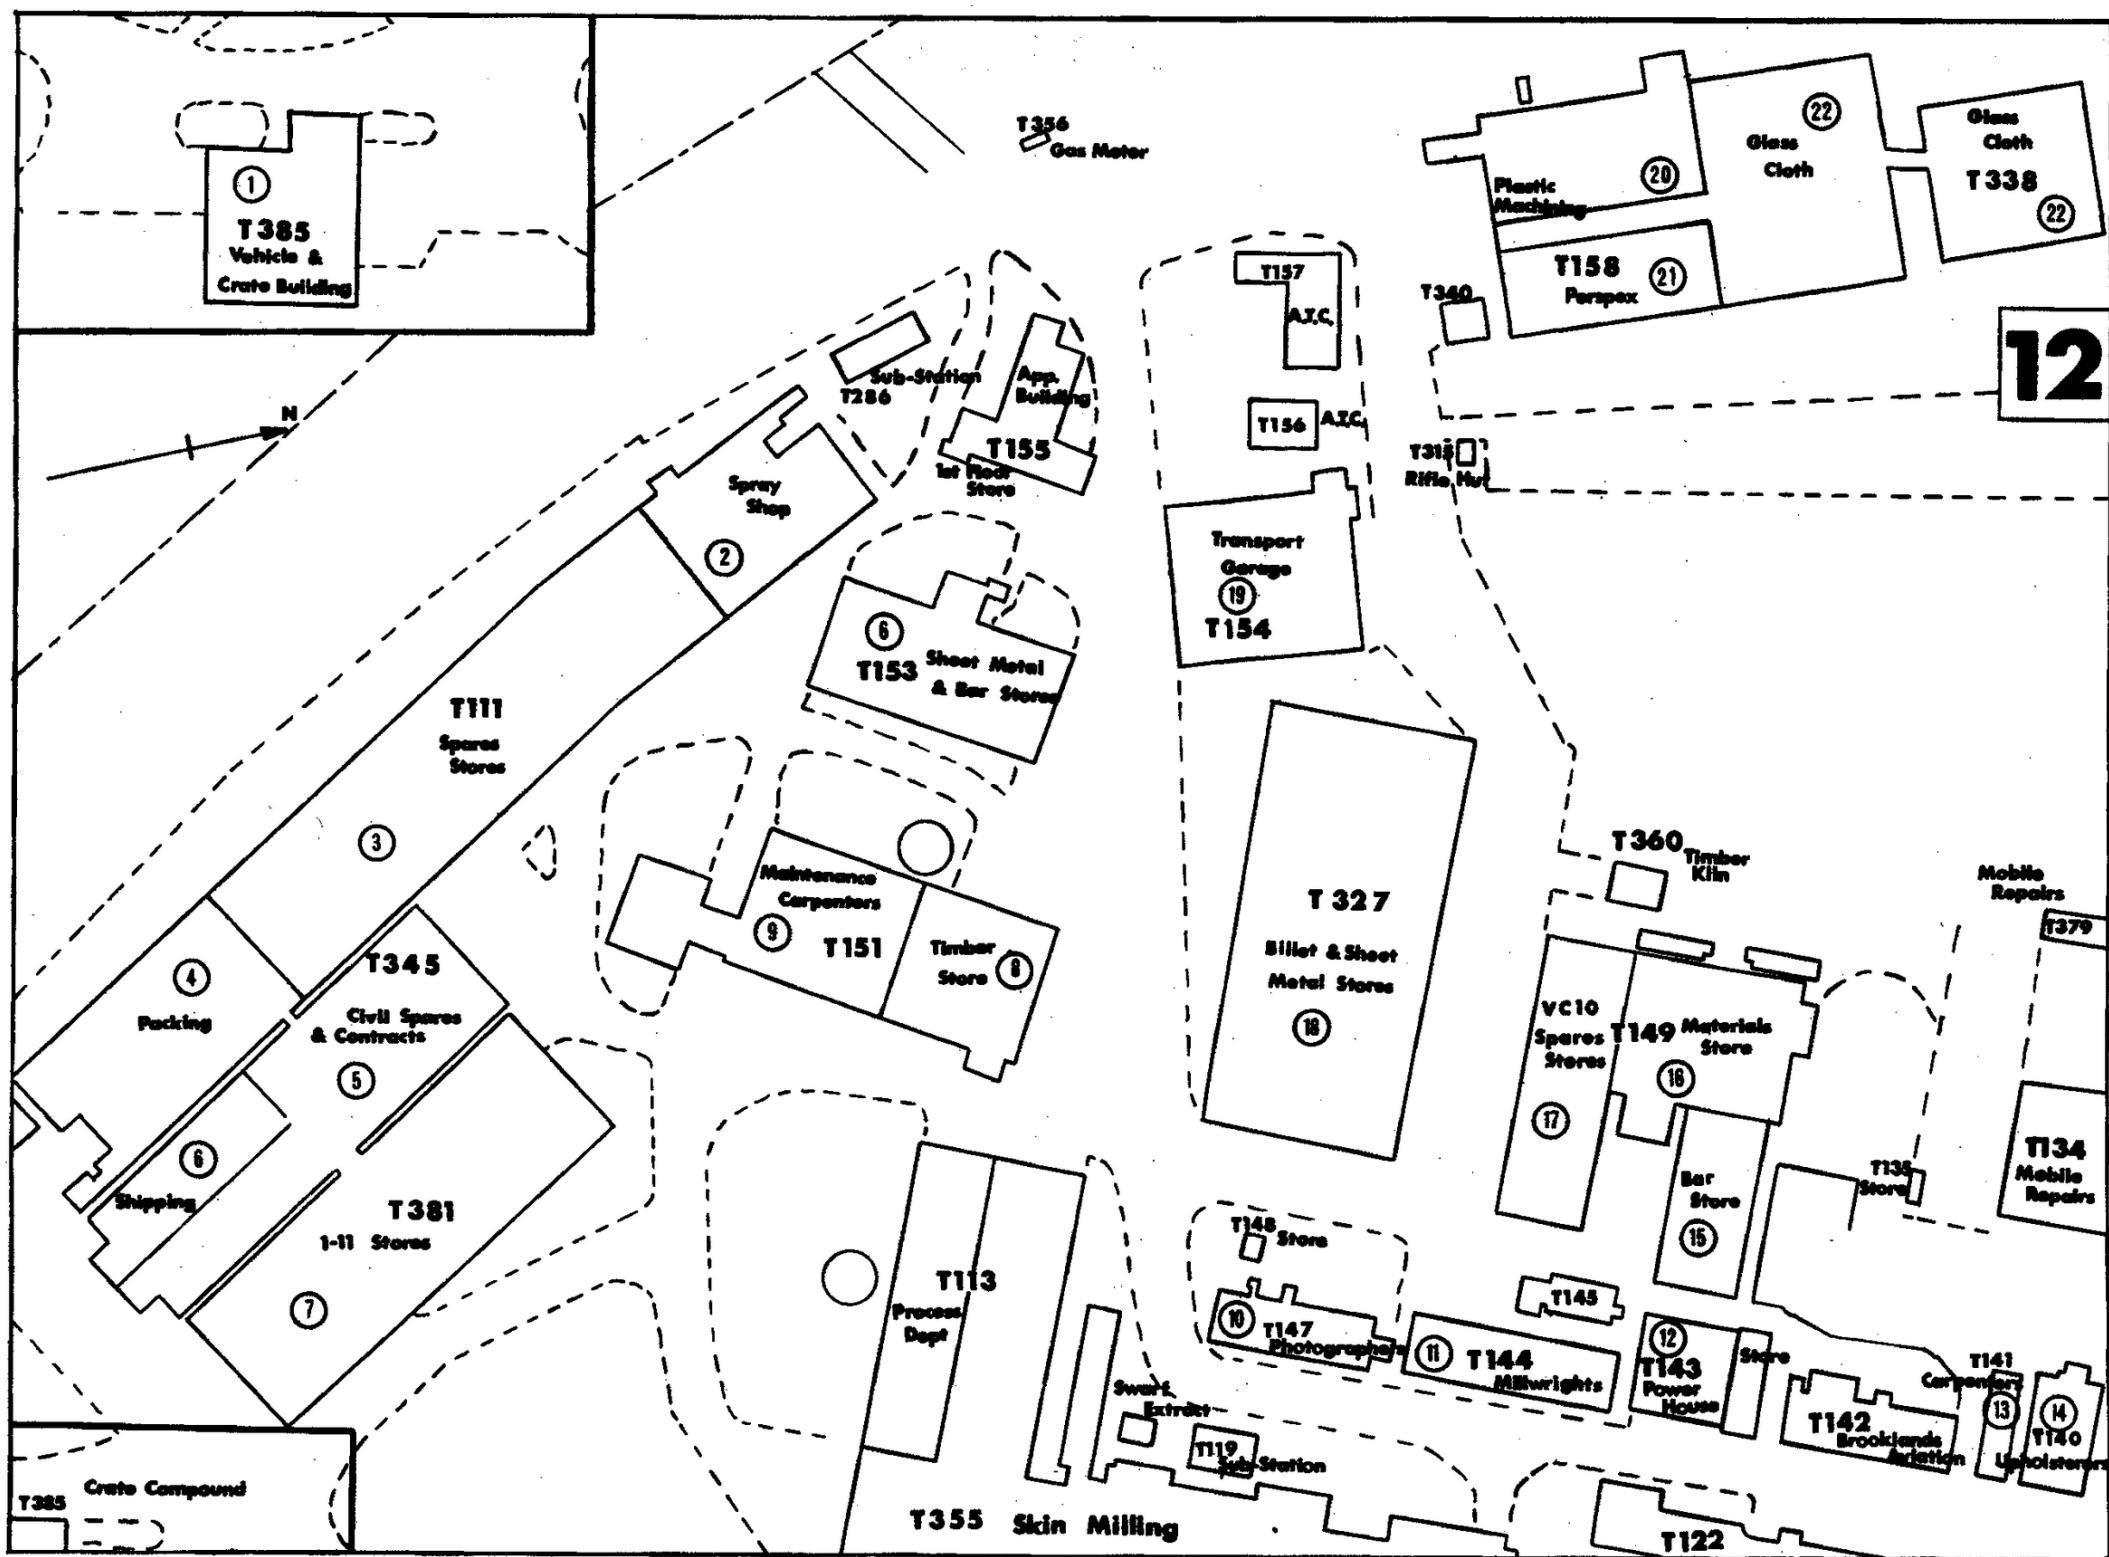 1
T385
Vehicle &
Crate Building
N
T356
Gas Meter
22
Glass
Cloth
Glass
Cloth
T338
22
20
Plastic
Machining
T158
21
Perspex
T340
12
T157
A.T.C.
T156
A.T.C.
T315
Rifle Hut
Sub-Station
T286
App.
Building
T155
1st Floor
Store
Spray
Shop
2
Transport
Garage
19
T154
6
T153
Sheet Metal
& Bar Stores
T111
Spares
Stores
3
Maintenance
Carpenters
9
T151
Timber
Store
8
T327
Billet & Sheet
Metal Stores
18
T360
Timber
Kiln
Mobile
Repairs
T379
4
Packing
T345
Civil Spares
& Contracts
5
VC10
Spares
Stores
17
T149
Materials
Store
16
6
Shipping
T381
1-11 Stores
7
Bar
Store
15
T135
Store
T134
Mobile
Repairs
T148
Store
T113
Process
Dept
10
T147
Photographers
11
T144
Millwrights
T145
12
T143
Power
House
Store
T142
Brooklands
Aviation
T141
Carpenters
13
14
T140
Upholsterers
Swarf
Extract
T119
Sub-Station
Crate Compound
T385
T355 Skin Milling
T122